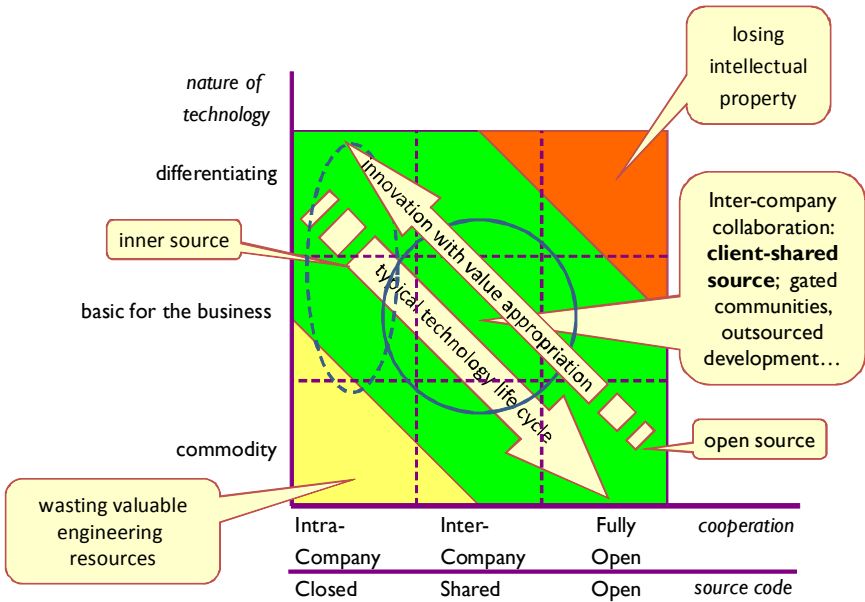 losing
intellectual
property
nature of
technology
differentiating
inner source
basic for the business
commodity
wasting valuable
engineering
resources
innovation with value appropriation
typical technology life cycle
Inter-company
collaboration:
client-shared
source; gated
communities,
outsourced
development…
open source
Intra-
Company
Inter-
Company
Fully
Open
cooperation
Closed
Shared
Open
source code